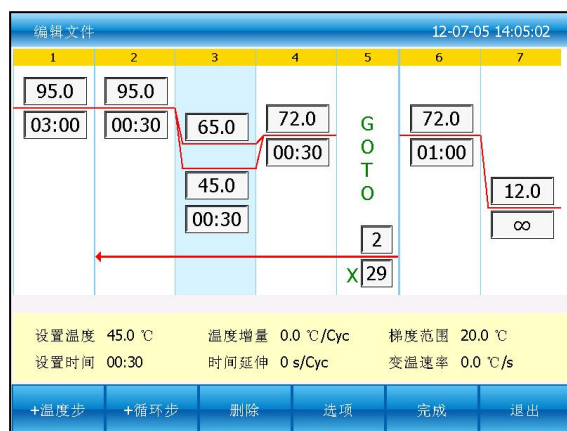 编辑文件 12-07-05 14:05:02
1 2 3 4 5 6 7
95.0 95.0 65.0 72.0 72.0
03:00 00:30 00:30 01:00
G
O
T
O
45.0 12.0
00:30 ∞
2
X 29
设置温度 45.0 ℃ 温度增量 0.0 ℃/Cyc 梯度范围 20.0 ℃
设置时间 00:30 时间延伸 0 s/Cyc 变温速率 0.0 ℃/s
+温度步 +循环步 删除 选项 完成 退出